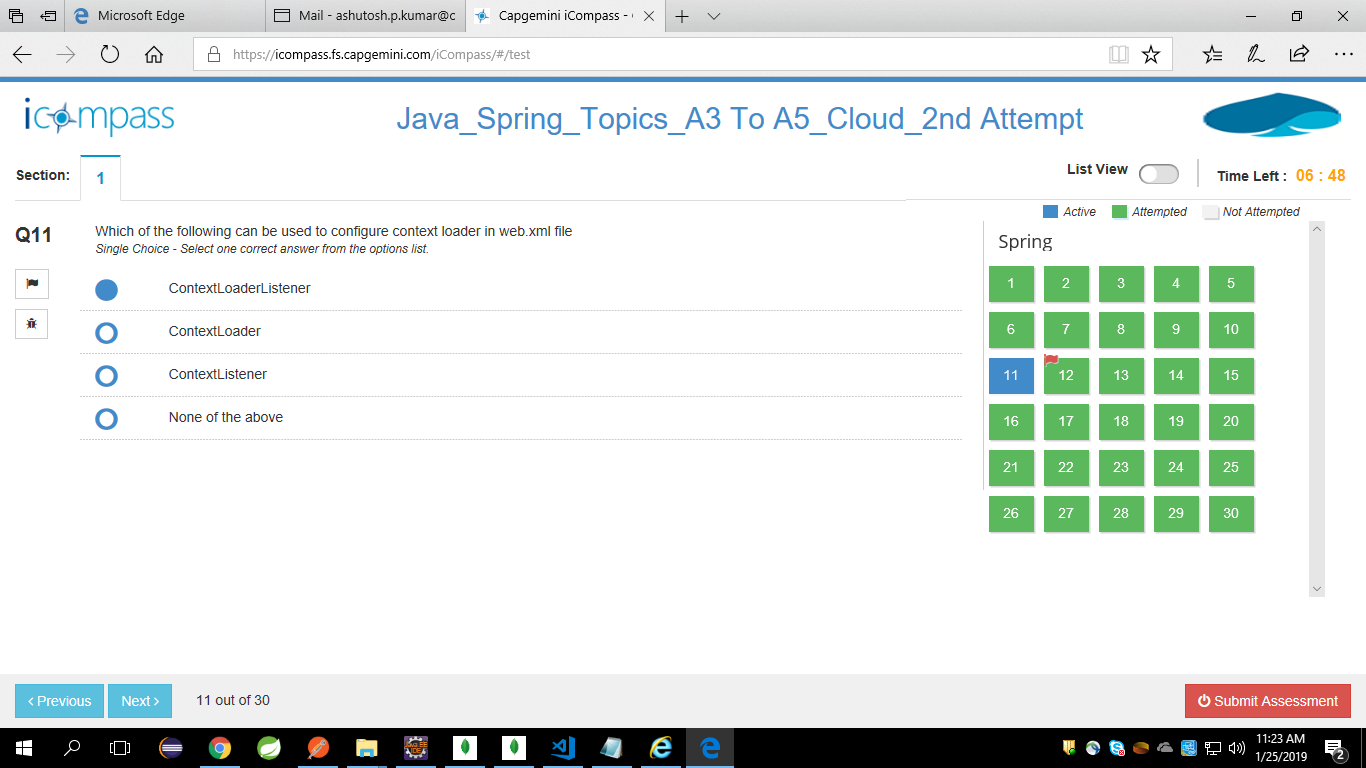 Microsoft Edge
Mail - ashutosh.p.kumar@c
Capgemini iCompass -
https://icompass.fs.capgemini.com/iCompass/#/test
icompass
Java_Spring_Topics_A3 To A5_Cloud_2nd Attempt
Section:
1
List View
Time Left : 06 : 48
Active
Attempted
Not Attempted
Q11
Which of the following can be used to configure context loader in web.xml file
Single Choice - Select one correct answer from the options list.
ContextLoaderListener
ContextLoader
ContextListener
None of the above
Spring
1 2 3 4 5
6 7 8 9 10
11 12 13 14 15
16 17 18 19 20
21 22 23 24 25
26 27 28 29 30
‹ Previous
Next ›
11 out of 30
Submit Assessment
11:23 AM
1/25/2019
2